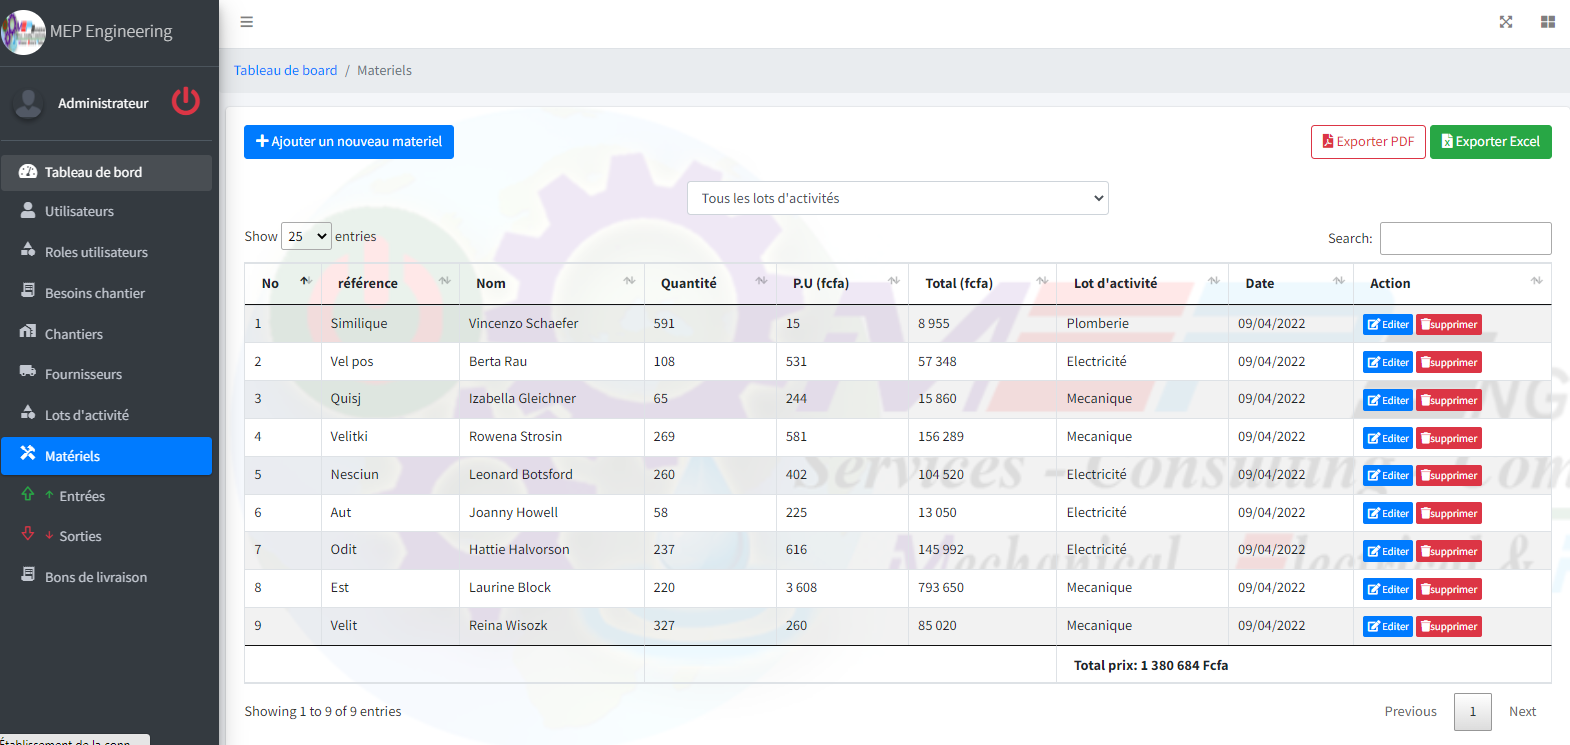 MEP Engineering
Administrateur
Tableau de bord
Utilisateurs
Roles utilisateurs
Besoins chantier
Chantiers
Fournisseurs
Lots d'activité
Matériels
Entrées
Sorties
Bons de livraison
Tableau de board / Materiels
Ajouter un nouveau materiel
Exporter PDF Exporter Excel
Tous les lots d'activités
Show 25 entries
Search:
No référence Nom Quantité P.U (fcfa) Total (fcfa) Lot d'activité Date Action
1 Similique Vincenzo Schaefer 591 15 8 955 Plomberie 09/04/2022 Editer supprimer
2 Vel pos Berta Rau 108 531 57 348 Electricité 09/04/2022 Editer supprimer
3 Quisj Izabella Gleichner 65 244 15 860 Mecanique 09/04/2022 Editer supprimer
4 Velitki Rowena Strosin 269 581 156 289 Mecanique 09/04/2022 Editer supprimer
5 Nesciun Leonard Botsford 260 402 104 520 Electricité 09/04/2022 Editer supprimer
6 Aut Joanny Howell 58 225 13 050 Electricité 09/04/2022 Editer supprimer
7 Odit Hattie Halvorson 237 616 145 992 Electricité 09/04/2022 Editer supprimer
8 Est Laurine Block 220 3 608 793 650 Mecanique 09/04/2022 Editer supprimer
9 Velit Reina Wisozk 327 260 85 020 Mecanique 09/04/2022 Editer supprimer
Total prix: 1 380 684 Fcfa
Showing 1 to 9 of 9 entries
Previous 1 Next
Services - Consulting
Mechanical Electrical &